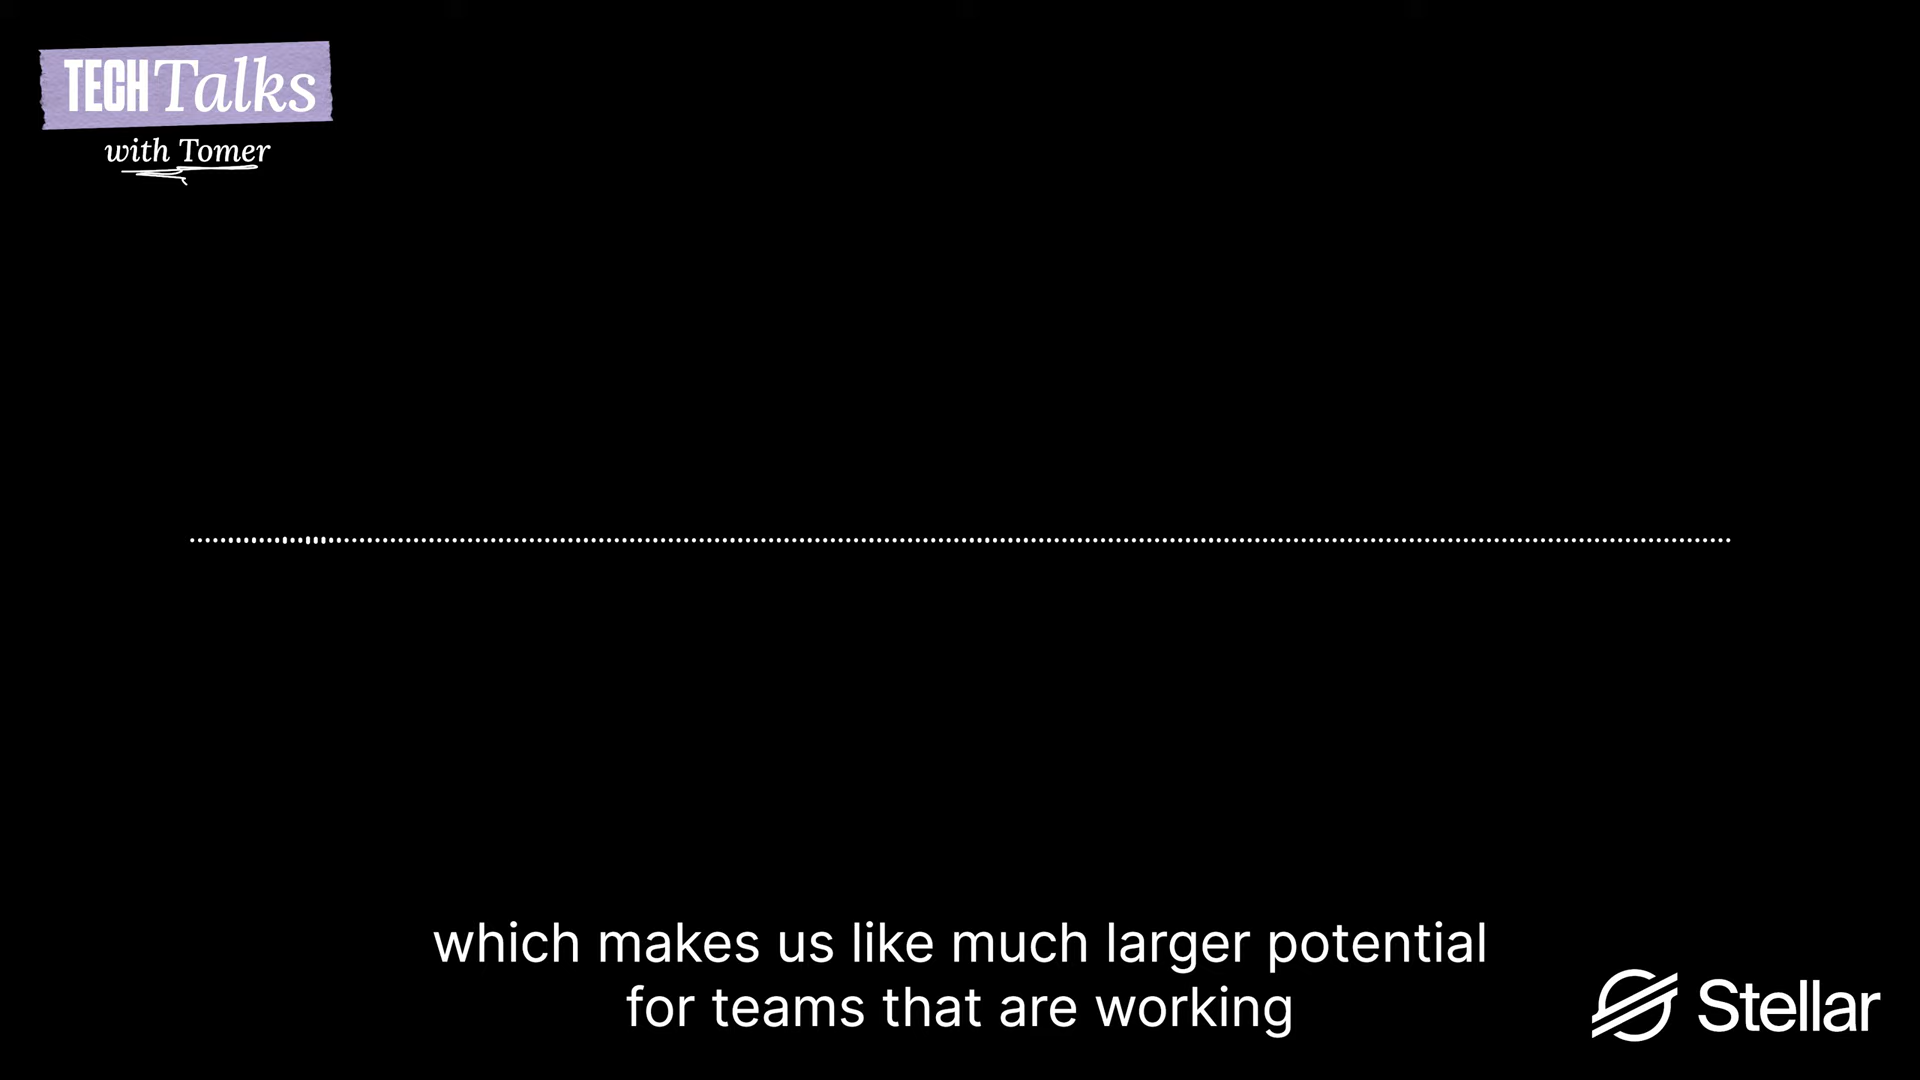 TECH Talks
with Tomer
which makes us like much larger potential
for teams that are working
Stellar